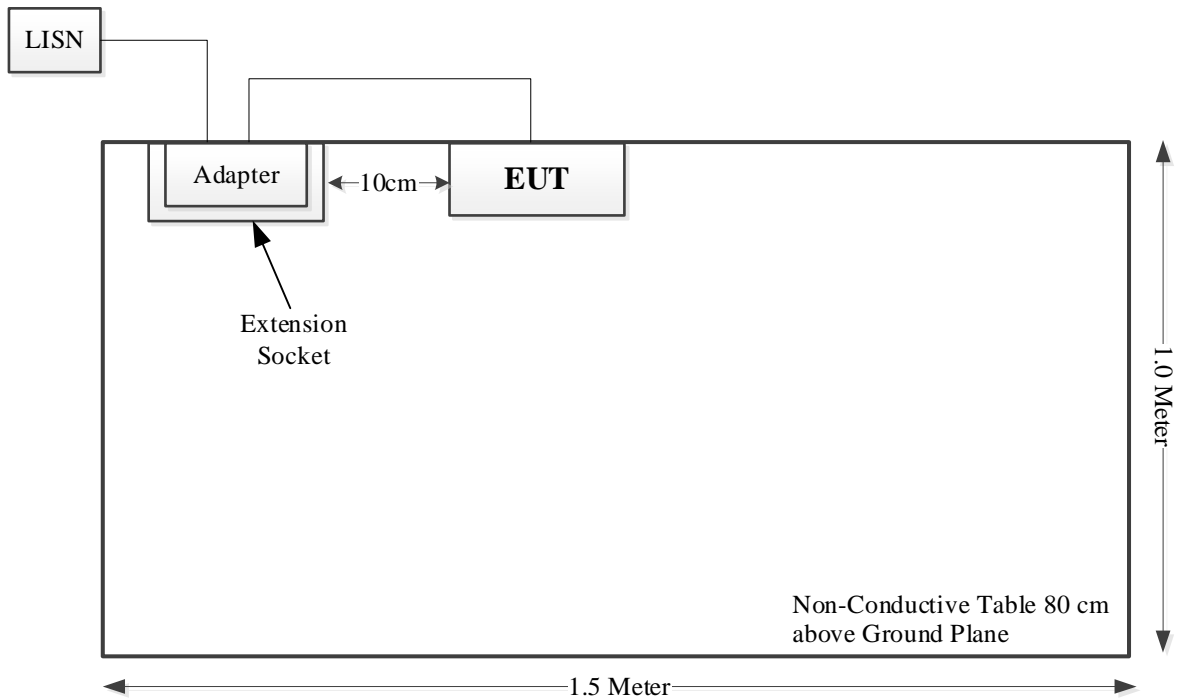 LISN
Adapter
10cm
EUT
Extension
Socket
1.0 Meter
Non-Conductive Table 80 cm
above Ground Plane
1.5 Meter